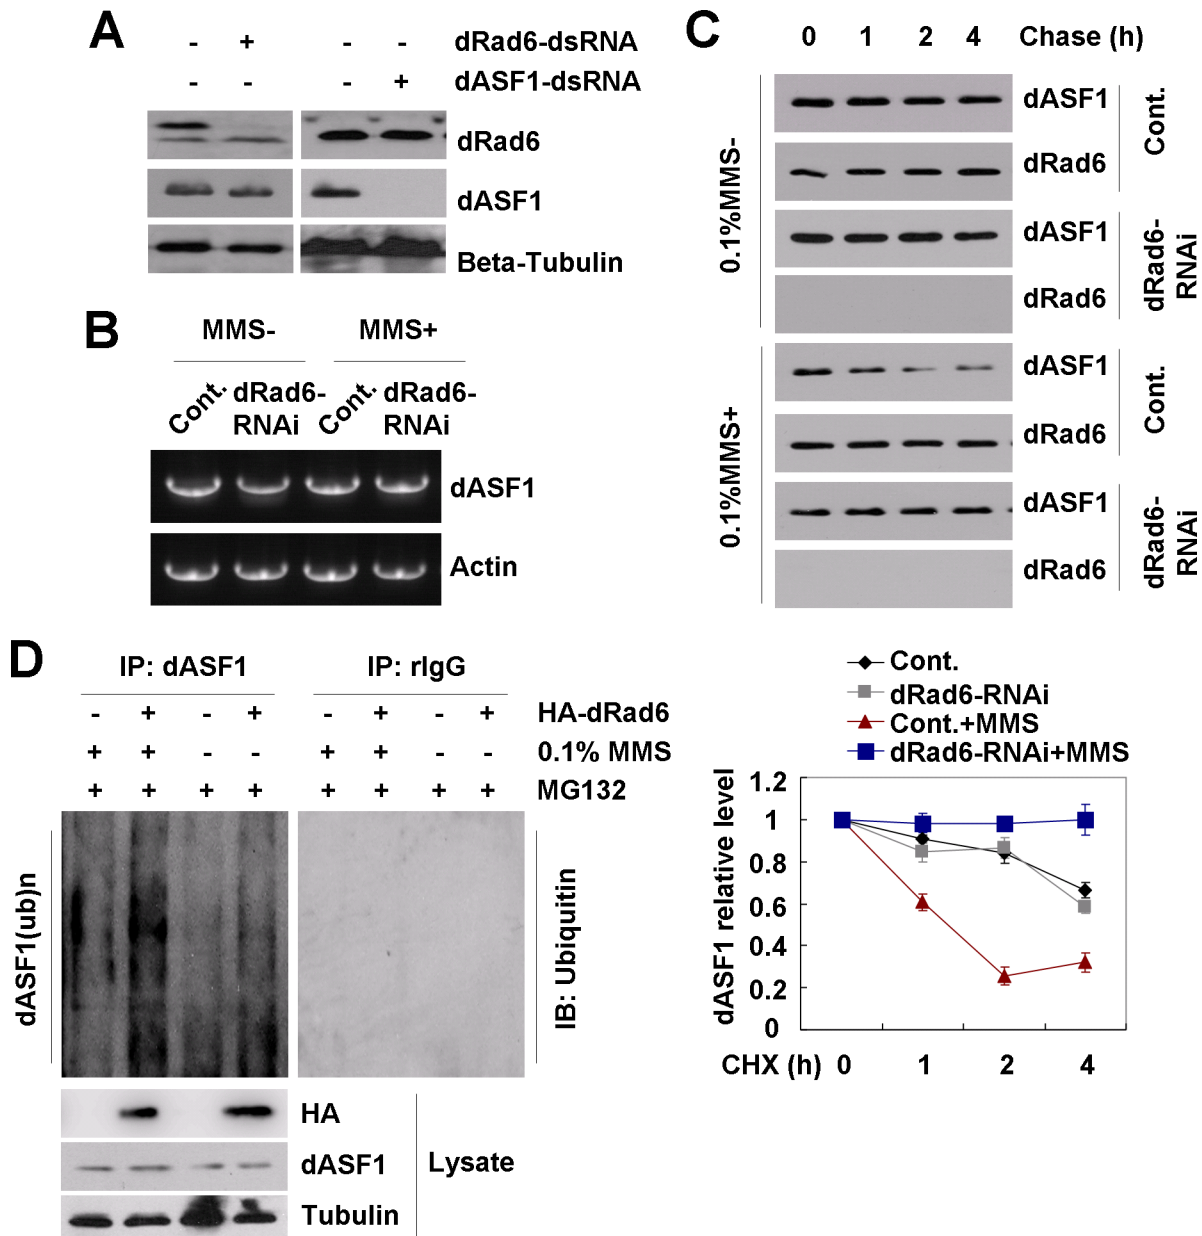 A
- + - - dRad6-dsRNA
- - - + dASF1-dsRNA
dRad6
dASF1
Beta-Tubulin
B
MMS- MMS+
Cont. dRad6-RNAi Cont. dRad6-RNAi
dASF1
Actin
C
0 1 2 4 Chase (h)
0.1%MMS-
dASF1
dRad6
Cont.
dASF1
dRad6
dRad6-RNAi
0.1%MMS+
dASF1
dRad6
Cont.
dASF1
dRad6
dRad6-RNAi
Cont.
dRad6-RNAi
Cont.+MMS
dRad6-RNAi+MMS
dASF1 relative level
1.2
1
0.8
0.6
0.4
0.2
0
CHX (h) 0 1 2 4
D
IP: dASF1 IP: rIgG
- + - + - + - + HA-dRad6
+ + - - + + - - 0.1% MMS
+ + + + + + + + MG132
dASF1(ub)n
IB: Ubiquitin
HA
dASF1
Tubulin
Lysate